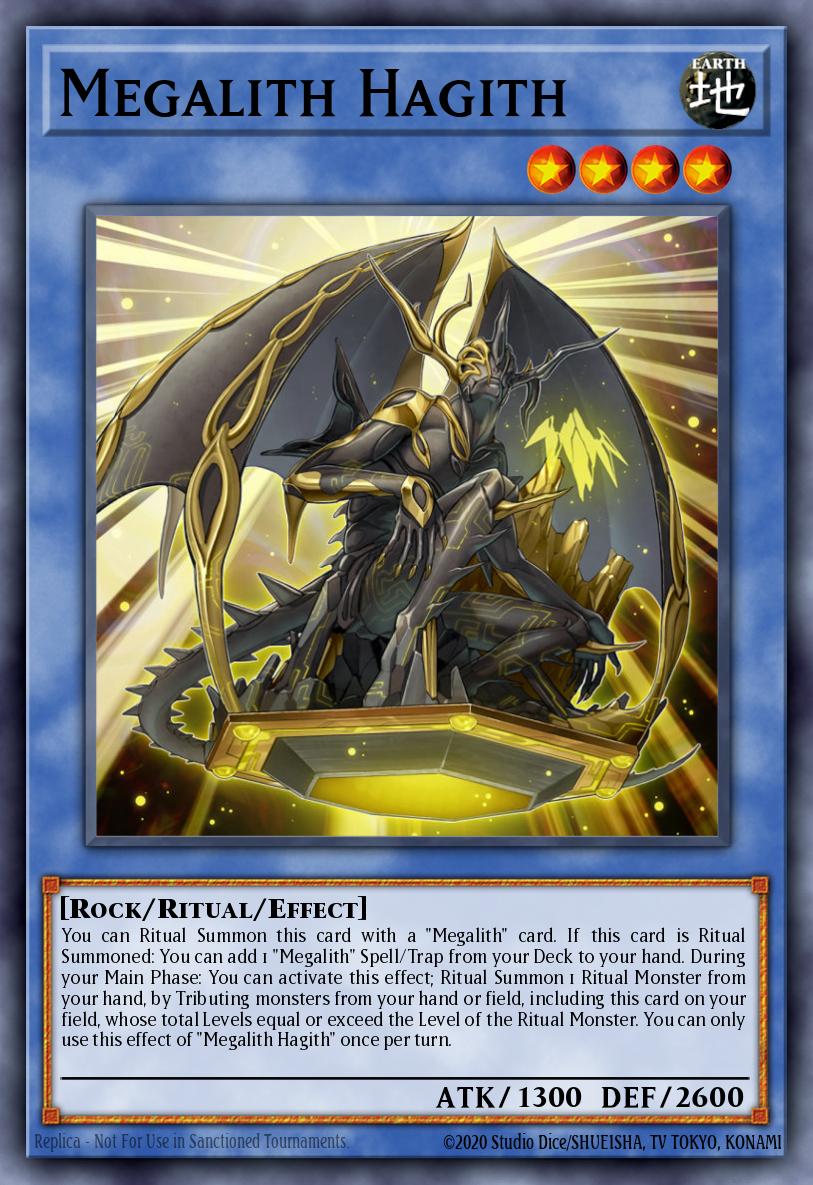 Megalith Hagith
EARTH
地
[Rock/Ritual/Effect]
You can Ritual Summon this card with a "Megalith" card. If this card is Ritual
Summoned: You can add 1 "Megalith" Spell/Trap from your Deck to your hand. During
your Main Phase: You can activate this effect; Ritual Summon 1 Ritual Monster from
your hand, by Tributing monsters from your hand or field, including this card on your
field, whose total Levels equal or exceed the Level of the Ritual Monster. You can only
use this effect of "Megalith Hagith" once per turn.
ATK/1300 DEF/2600
Replica - Not For Use in Sanctioned Tournaments.
©2020 Studio Dice/SHUEISHA, TV TOKYO, KONAMI